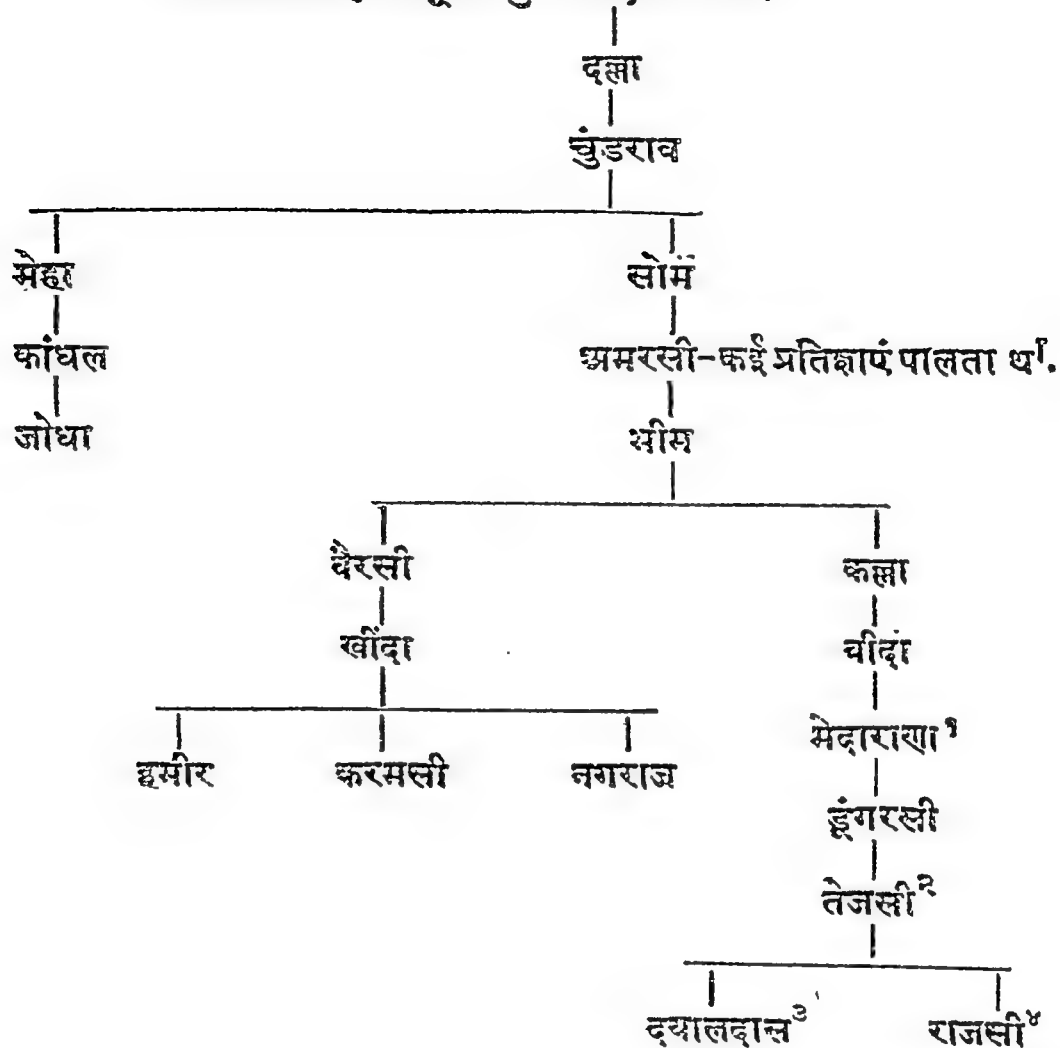 दल्ला
चुंडराव
मेहा सोमें
कांधल अमरसी-कई प्रतिज्ञाएं पालता था.
जोधा भीम
वैरसी कल्ला
खींदा चीदा
मेदाराणा¹
हमीर करमसी नगराज
डूंगरसी
तेजसी²
दयालदास³ राजसी⁴